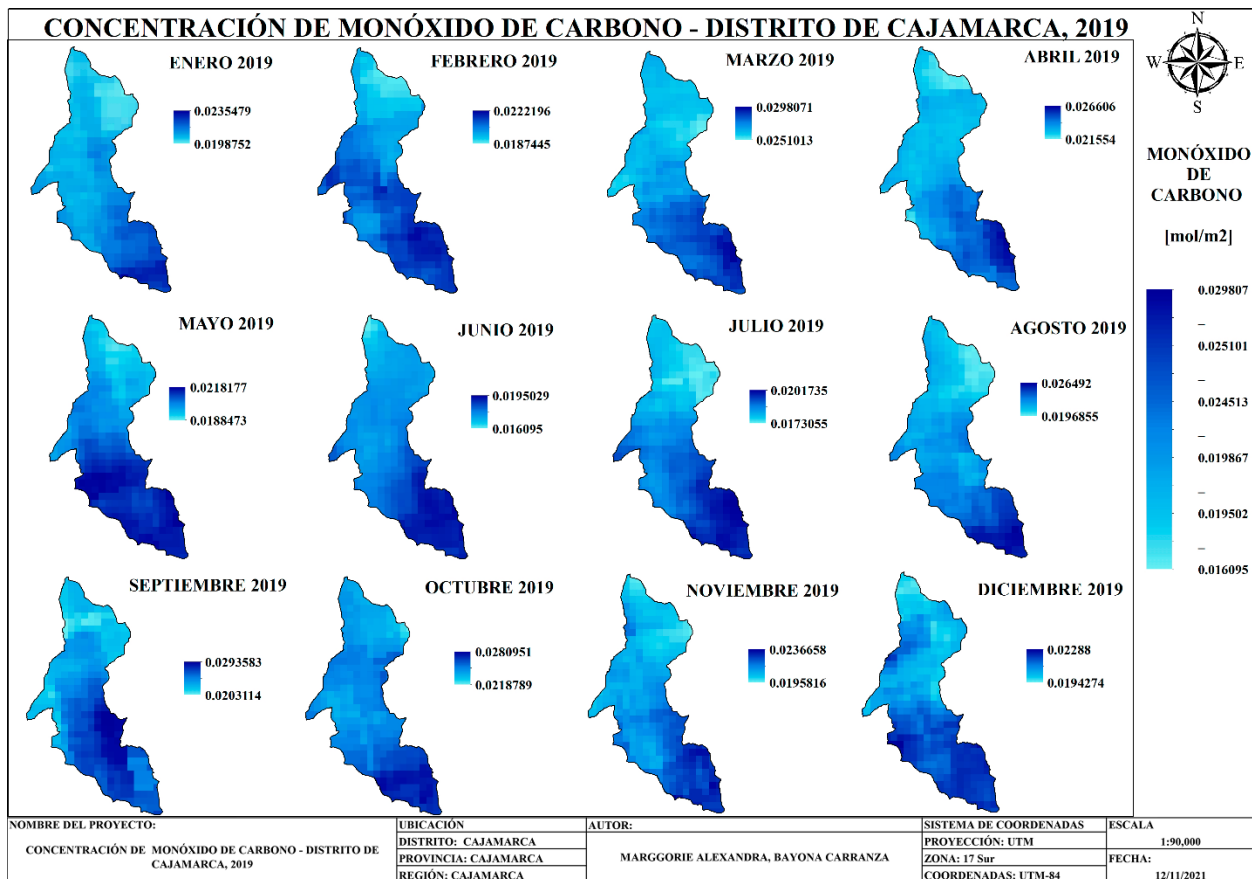 CONCENTRACIÓN DE MONÓXIDO DE CARBONO - DISTRITO DE CAJAMARCA, 2019
N
W E
S
ENERO 2019
0.0235479
0.0198752
FEBRERO 2019
0.0222196
0.0187445
MARZO 2019
0.0298071
0.0251013
ABRIL 2019
0.026606
0.021554
MONÓXIDO
DE
CARBONO
[mol/m2]
0.029807
–
0.025101
–
0.024513
–
0.019867
–
0.019502
–
0.016095
MAYO 2019
0.0218177
0.0188473
JUNIO 2019
0.0195029
0.016095
JULIO 2019
0.0201735
0.0173055
AGOSTO 2019
0.026492
0.0196855
SEPTIEMBRE 2019
0.0293583
0.0203114
OCTUBRE 2019
0.0280951
0.0218789
NOVIEMBRE 2019
0.0236658
0.0195816
DICIEMBRE 2019
0.02288
0.0194274
NOMBRE DEL PROYECTO:
CONCENTRACIÓN DE MONÓXIDO DE CARBONO - DISTRITO DE
CAJAMARCA, 2019
UBICACIÓN
DISTRITO: CAJAMARCA
PROVINCIA: CAJAMARCA
REGIÓN: CAJAMARCA
AUTOR:
MARGGORIE ALEXANDRA, BAYONA CARRANZA
SISTEMA DE COORDENADAS
PROYECCIÓN: UTM
ZONA: 17 Sur
COORDENADAS: UTM-84
ESCALA
1:90,000
FECHA:
12/11/2021